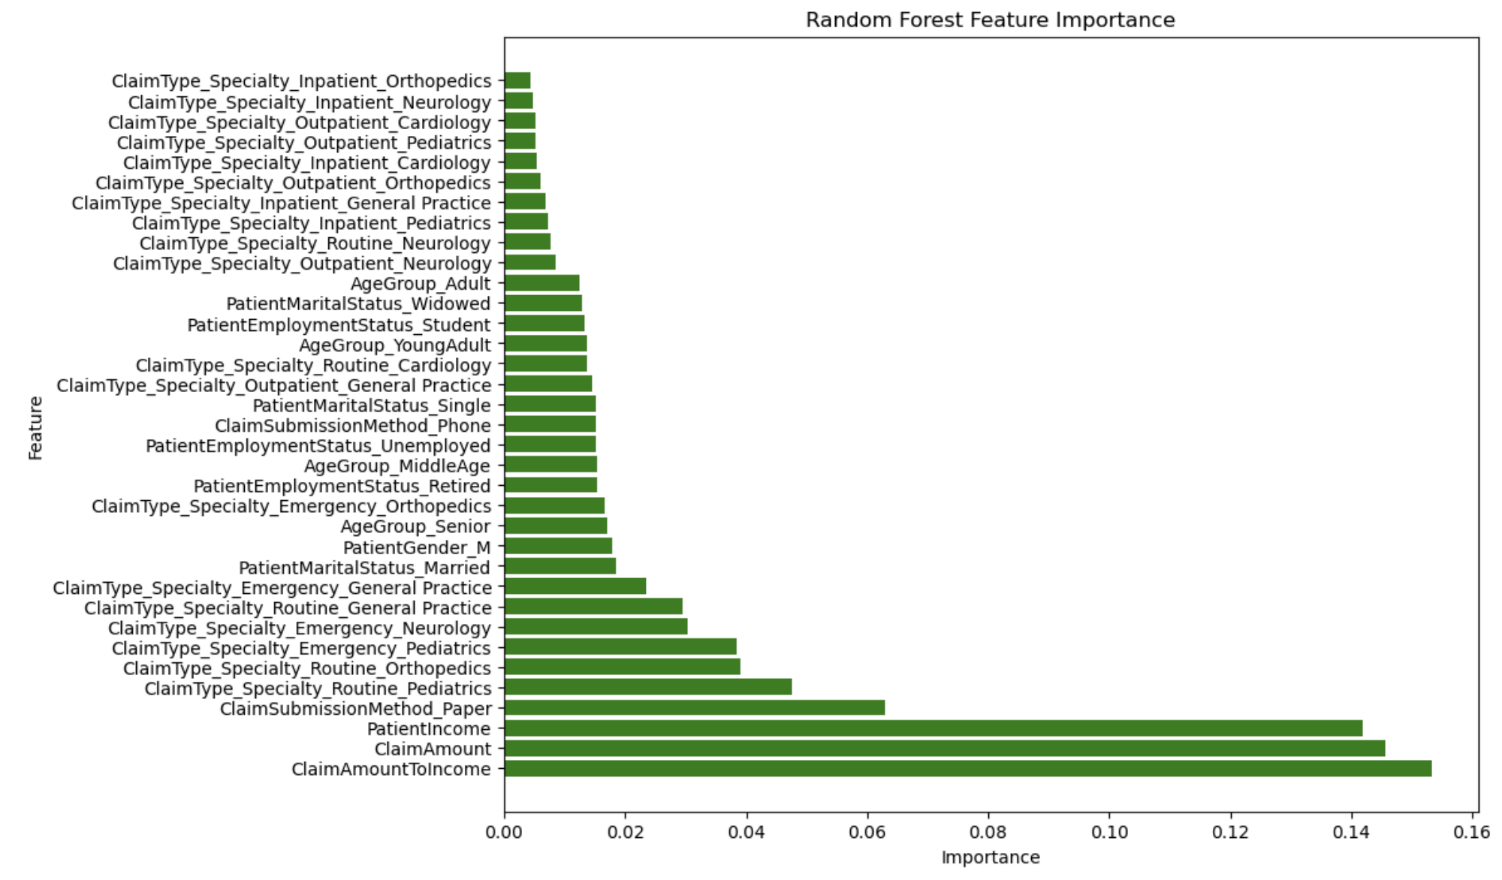 Random Forest Feature Importance
ClaimType_Specialty_Inpatient_Orthopedics
ClaimType_Specialty_Inpatient_Neurology
ClaimType_Specialty_Outpatient_Cardiology
ClaimType_Specialty_Outpatient_Pediatrics
ClaimType_Specialty_Inpatient_Cardiology
ClaimType_Specialty_Outpatient_Orthopedics
ClaimType_Specialty_Inpatient_General Practice
ClaimType_Specialty_Inpatient_Pediatrics
ClaimType_Specialty_Routine_Neurology
ClaimType_Specialty_Outpatient_Neurology
AgeGroup_Adult
PatientMaritalStatus_Widowed
PatientEmploymentStatus_Student
AgeGroup_YoungAdult
ClaimType_Specialty_Routine_Cardiology
ClaimType_Specialty_Outpatient_General Practice
PatientMaritalStatus_Single
ClaimSubmissionMethod_Phone
PatientEmploymentStatus_Unemployed
AgeGroup_MiddleAge
PatientEmploymentStatus_Retired
ClaimType_Specialty_Emergency_Orthopedics
AgeGroup_Senior
PatientGender_M
PatientMaritalStatus_Married
ClaimType_Specialty_Emergency_General Practice
ClaimType_Specialty_Routine_General Practice
ClaimType_Specialty_Emergency_Neurology
ClaimType_Specialty_Emergency_Pediatrics
ClaimType_Specialty_Routine_Orthopedics
ClaimType_Specialty_Routine_Pediatrics
ClaimSubmissionMethod_Paper
PatientIncome
ClaimAmount
ClaimAmountToIncome
Feature
0.00 0.02 0.04 0.06 0.08 0.10 0.12 0.14 0.16
Importance